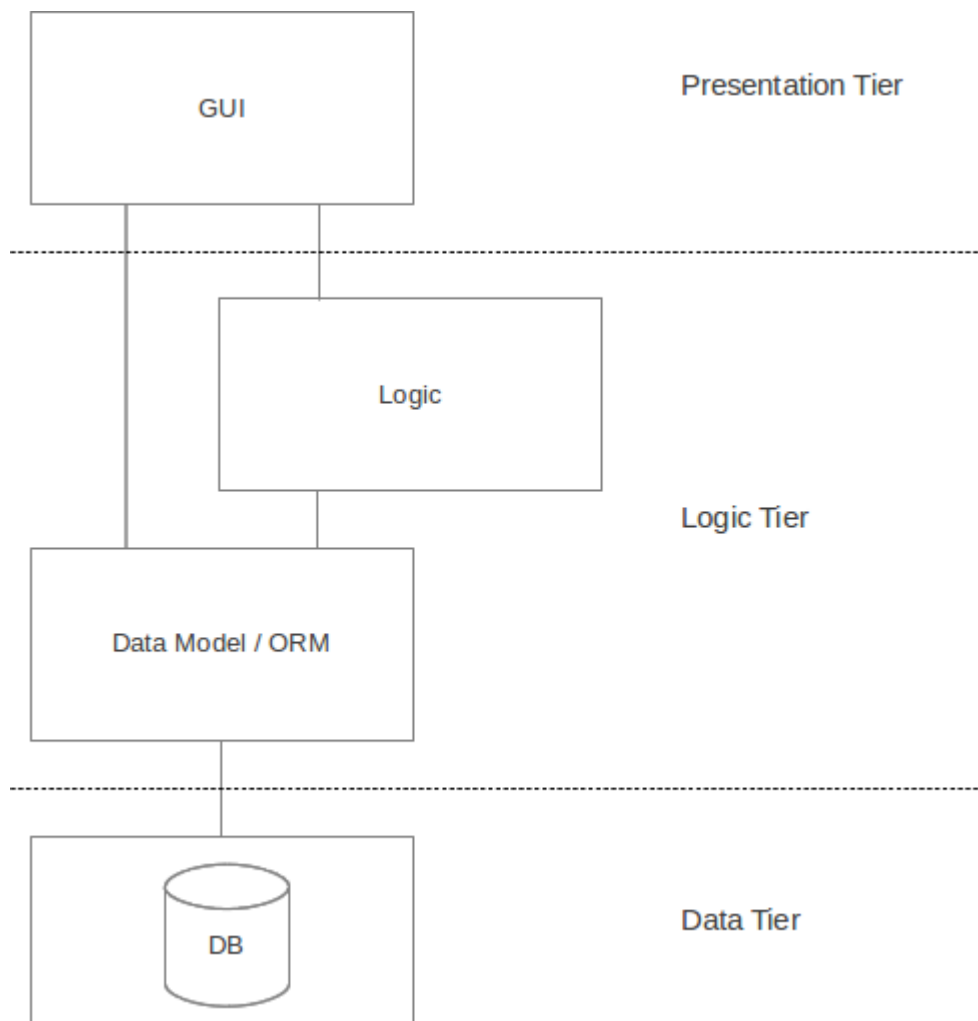 GUI
Presentation Tier
Logic
Logic Tier
Data Model / ORM
DB
Data Tier